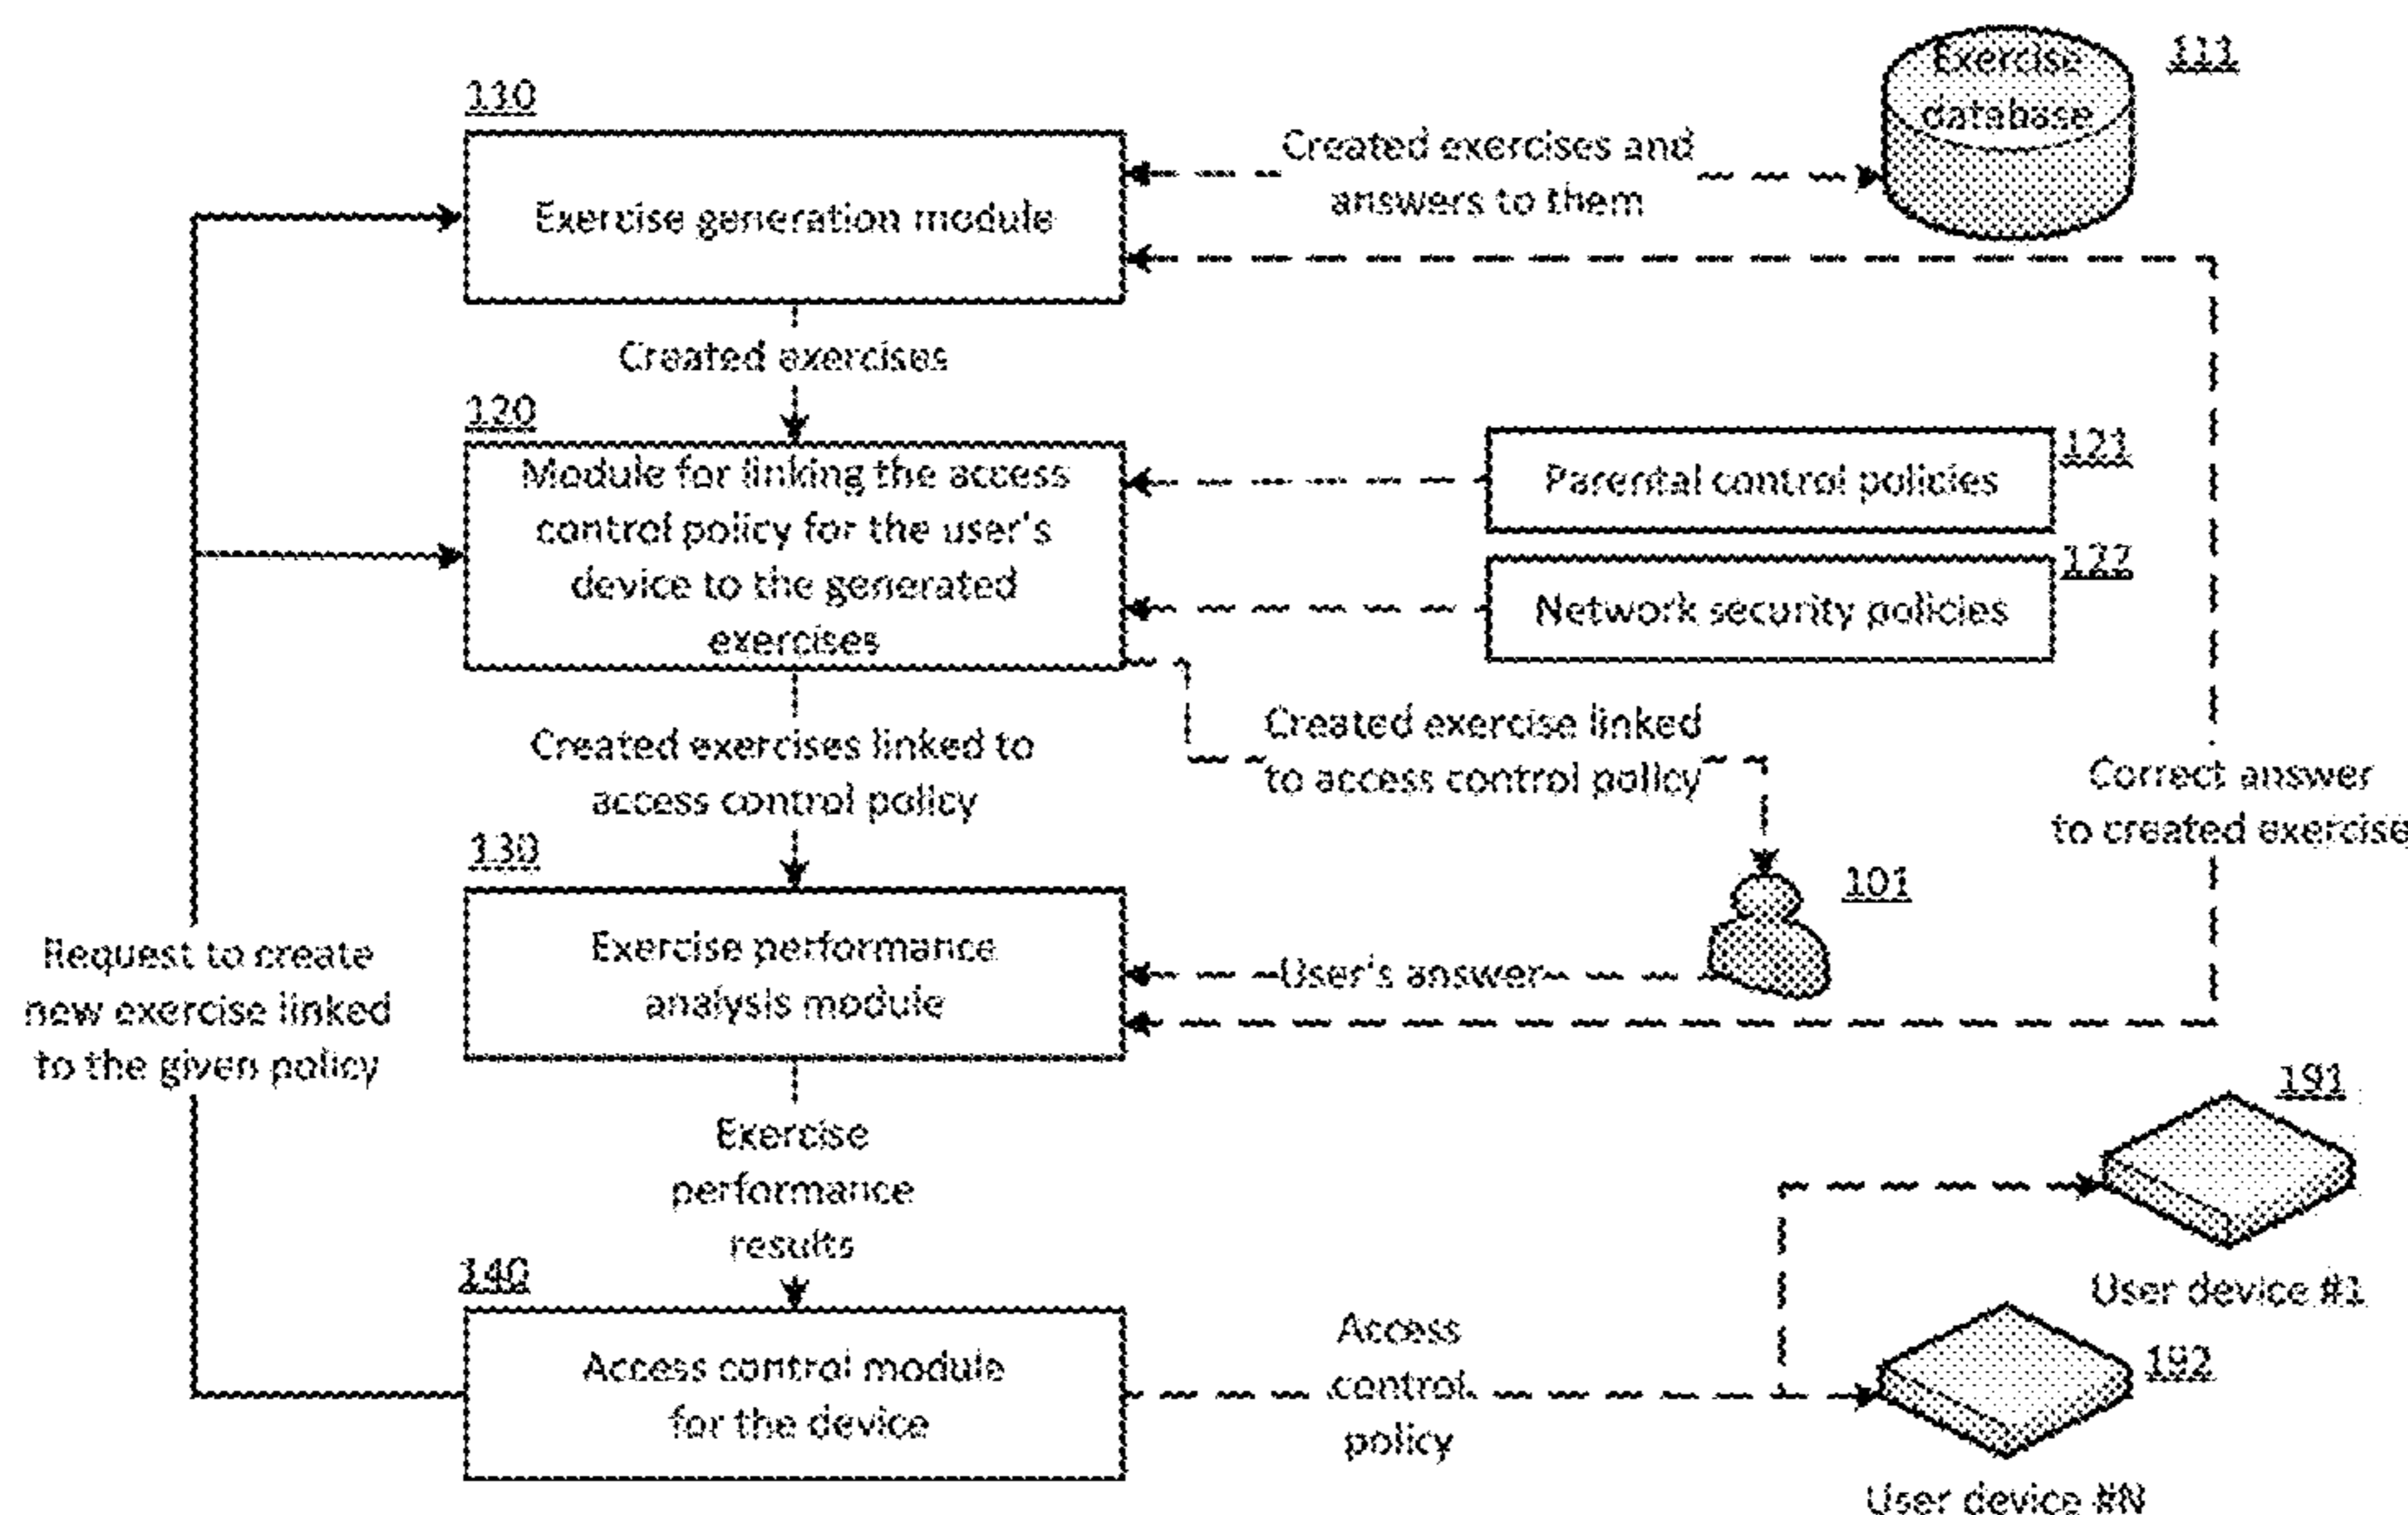 110
Exercise generation module
Created exercises and
answers to them
Exercise
database
111
Created exercises
120
Module for linking the access
control policy for the user's
device to the generated
exercises
Parental control policies
121
Network security policies
122
Created exercises linked to
access control policy
Created exercise linked
to access control policy
Correct answer
to created exercise
130
Exercise performance
analysis module
User's answer
101
Request to create
new exercise linked
to the given policy
Exercise
performance
results
191
User device #1
140
Access control module
for the device
Access
control
policy
192
User device #N